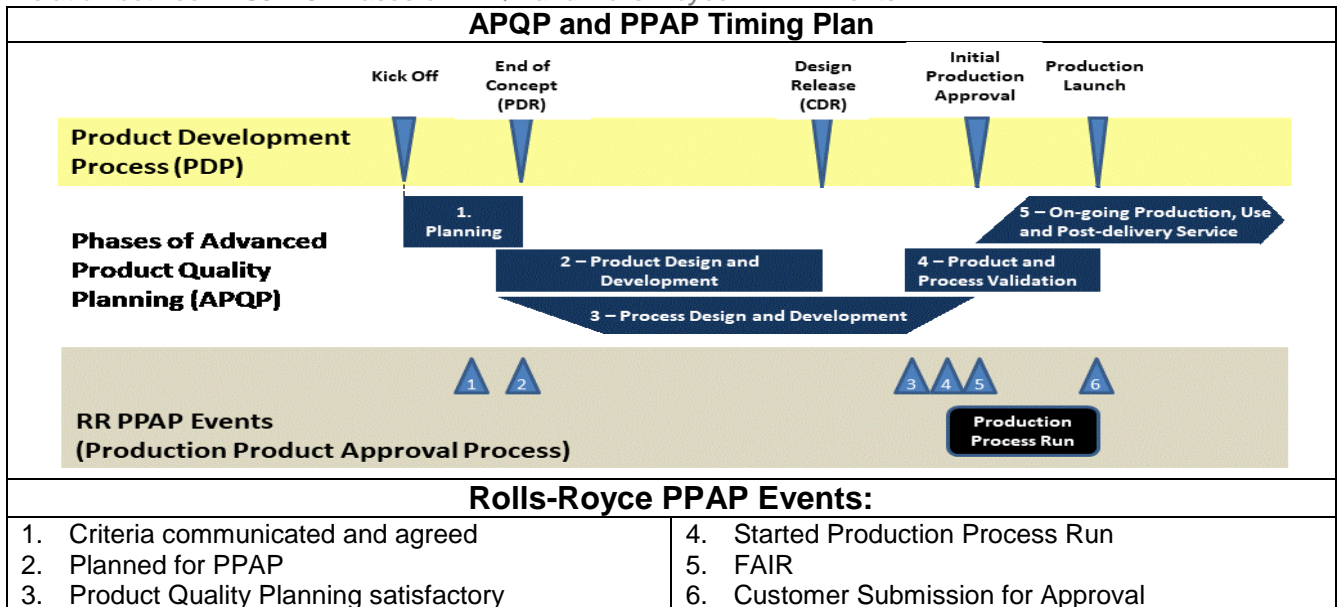 APQP and PPAP Timing Plan
Kick Off
End of
Concept
(PDR)
Design
Release
(CDR)
Initial
Production
Approval
Production
Launch
Product Development
Process (PDP)
Phases of Advanced
Product Quality
Planning (APQP)
1.
Planning
2 – Product Design and
Development
3 – Process Design and Development
4 – Product and
Process Validation
5 – On-going Production, Use
and Post-delivery Service
1
2
3
4
5
6
RR PPAP Events
(Production Product Approval Process)
Production
Process Run
Rolls-Royce PPAP Events:
1. Criteria communicated and agreed
2. Planned for PPAP
3. Product Quality Planning satisfactory
4. Started Production Process Run
5. FAIR
6. Customer Submission for Approval